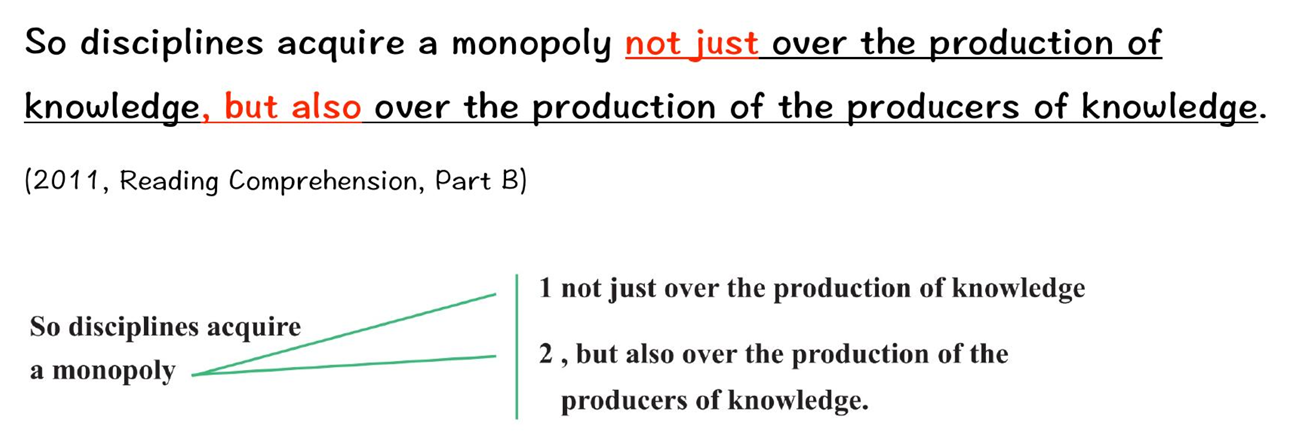 So disciplines acquire a monopoly not just over the production of
knowledge, but also over the production of the producers of knowledge.
(2011, Reading Comprehension, Part B)
So disciplines acquire
a monopoly
1 not just over the production of knowledge
2 , but also over the production of the
producers of knowledge.